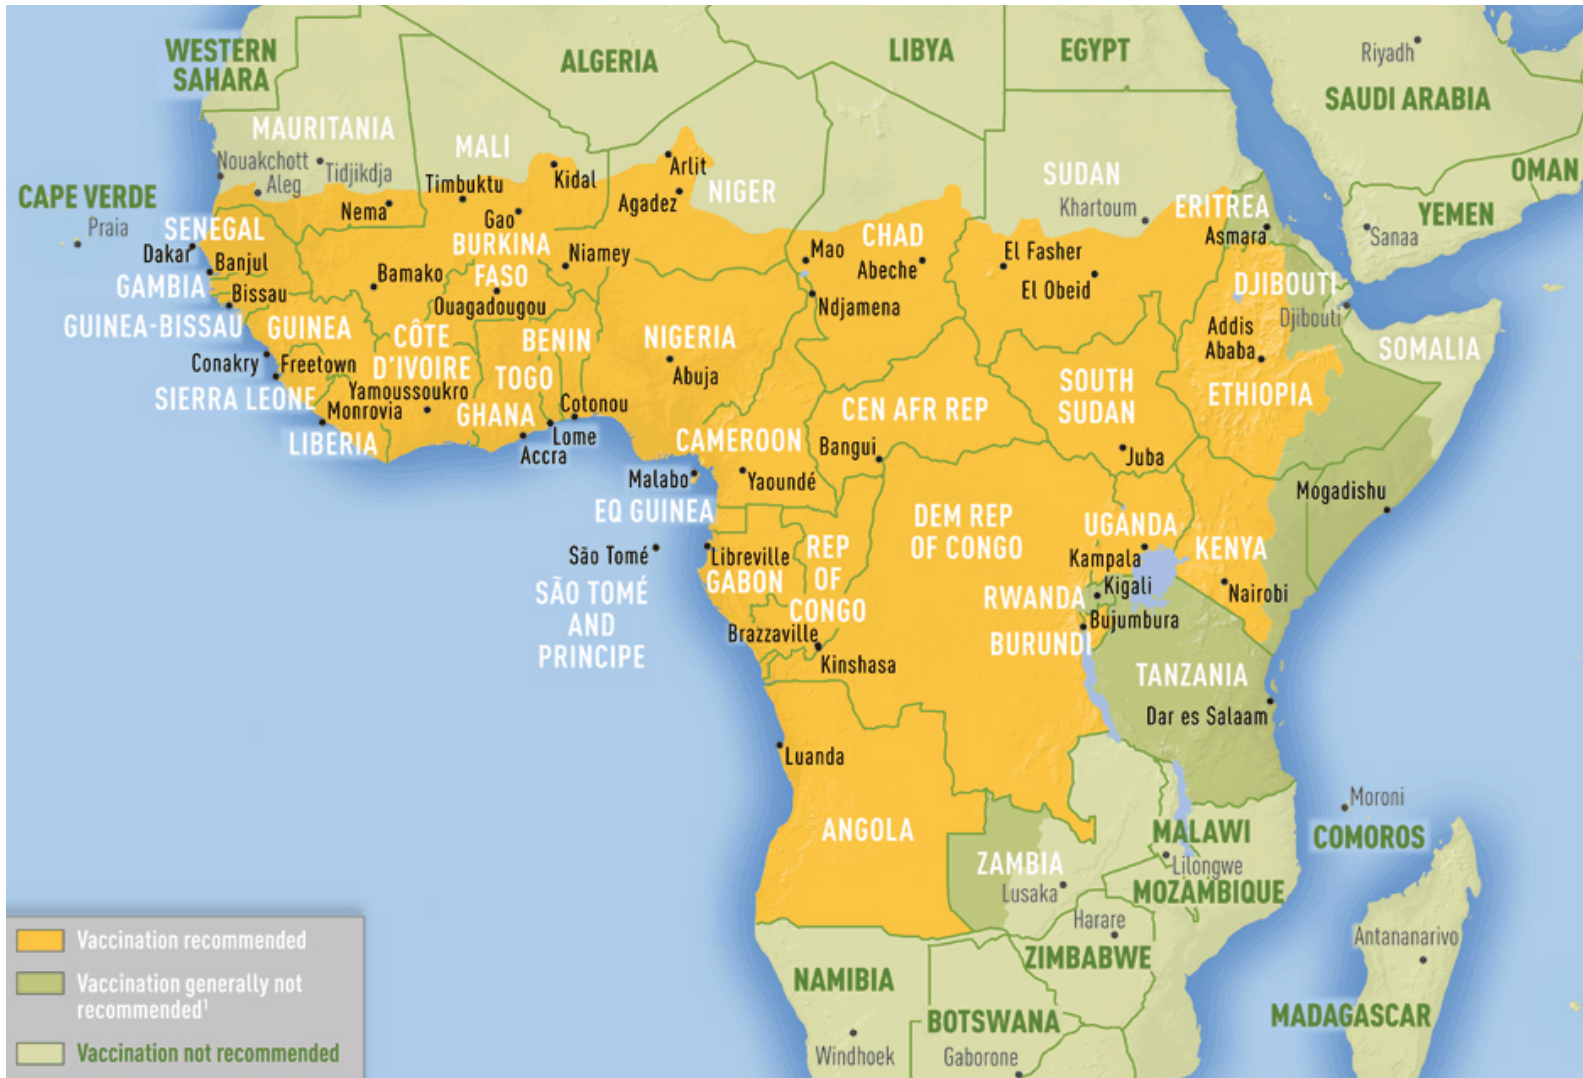 WESTERN
SAHARA
ALGERIA
LIBYA
EGYPT
Riyadh
SAUDI ARABIA
MAURITANIA
Nouakchott
Tidjikdja
Aleg
MALI
Timbuktu
Kidal
Arlit
Agadez
NIGER
SUDAN
Khartoum
ERITREA
Asmara
OMAN
YEMEN
Sanaa
CAPE VERDE
Praia
Nema
Gao
SENEGAL
Dakar
Banjul
GAMBIA
Bissau
GUINEA-BISSAU
GUINEA
Bamako
BURKINA
FASO
Ouagadougou
Niamey
Mao
CHAD
Abeche
Ndjamena
El Fasher
El Obeid
DJIBOUTI
Djibouti
Addis
Ababa
ETHIOPIA
SOMALIA
Conakry
Freetown
SIERRA LEONE
Monrovia
LIBERIA
CÔTE
D'IVOIRE
Yamoussoukro
GHANA
TOGO
BENIN
Cotonou
Lome
Accra
NIGERIA
Abuja
CAMEROON
Yaoundé
Malabo
EQ GUINEA
CEN AFR REP
Bangui
SOUTH
SUDAN
Juba
Mogadishu
São Tomé
SÃO TOMÉ
AND
PRINCIPE
Libreville
GABON
REP
OF
CONGO
Brazzaville
Kinshasa
DEM REP
OF CONGO
UGANDA
Kampala
KENYA
Nairobi
RWANDA
Kigali
BURUNDI
Bujumbura
TANZANIA
Dar es Salaam
Luanda
ANGOLA
ZAMBIA
Lusaka
MALAWI
Lilongwe
MOZAMBIQUE
Moroni
COMOROS
Harare
ZIMBABWE
NAMIBIA
Windhoek
BOTSWANA
Gaborone
Antananarivo
MADAGASCAR
Vaccination recommended
Vaccination generally not
recommended¹
Vaccination not recommended